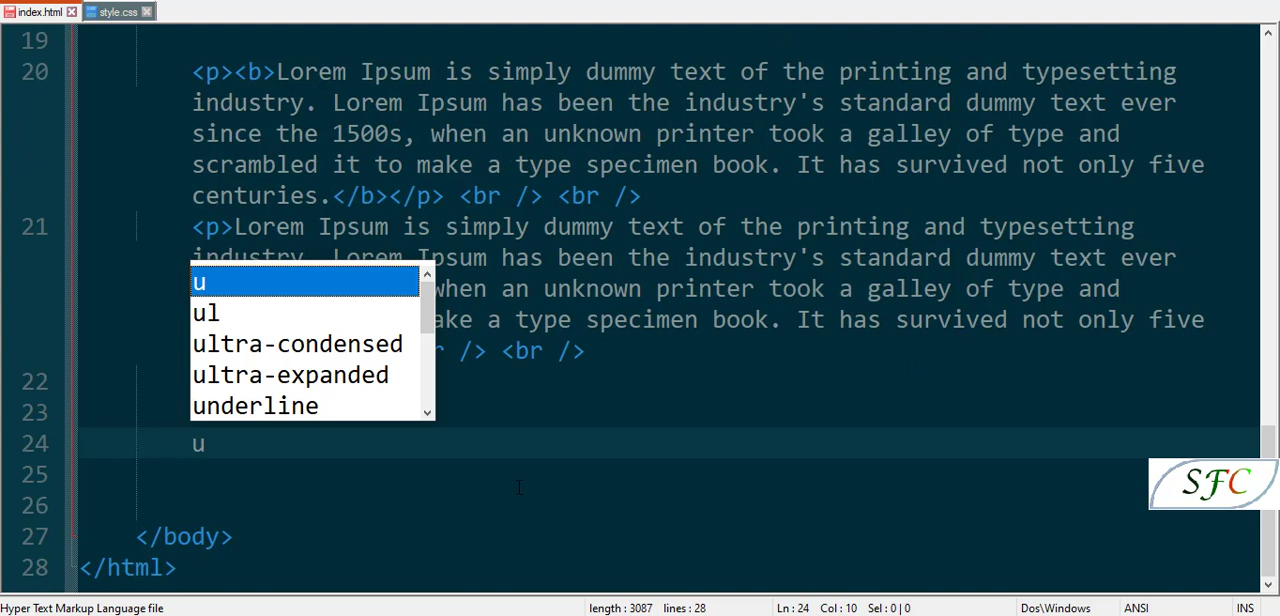 index.html style.css
19
20 <p><b>Lorem Ipsum is simply dummy text of the printing and typesetting
industry. Lorem Ipsum has been the industry's standard dummy text ever
since the 1500s, when an unknown printer took a galley of type and
scrambled it to make a type specimen book. It has survived not only five
centuries.</b></p> <br /> <br />
21 <p>Lorem Ipsum is simply dummy text of the printing and typesetting
industry. Lorem Ipsum has been the industry's standard dummy text ever
u when an unknown printer took a galley of type and
ul ake a type specimen book. It has survived not only five
ultra-condensed r /> <br />
22 ultra-expanded
23 underline
24 u
25
26
27 </body>
28 </html>
SFC
Hyper Text Markup Language file length : 3087 lines : 28 Ln : 24 Col : 10 Sel : 0 | 0 Dos\Windows ANSI INS